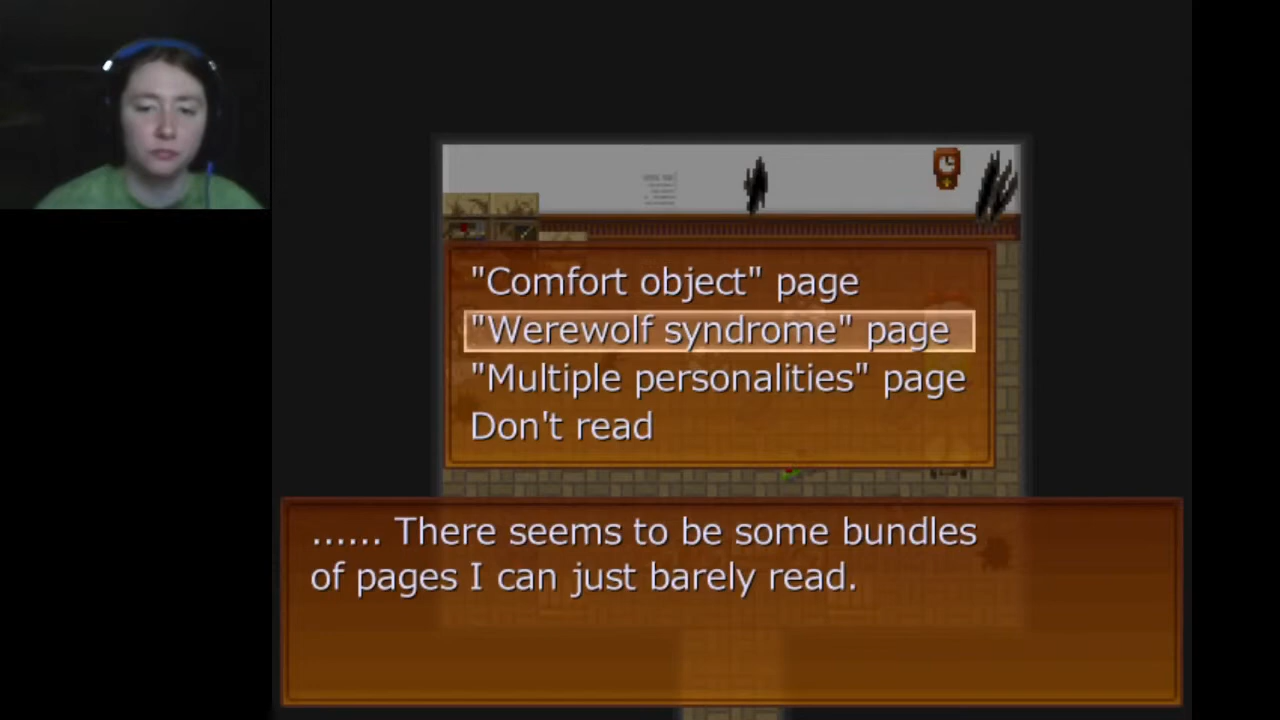 "Comfort object" page
"Werewolf syndrome" page
"Multiple personalities" page
Don't read
...... There seems to be some bundles
of pages I can just barely read.